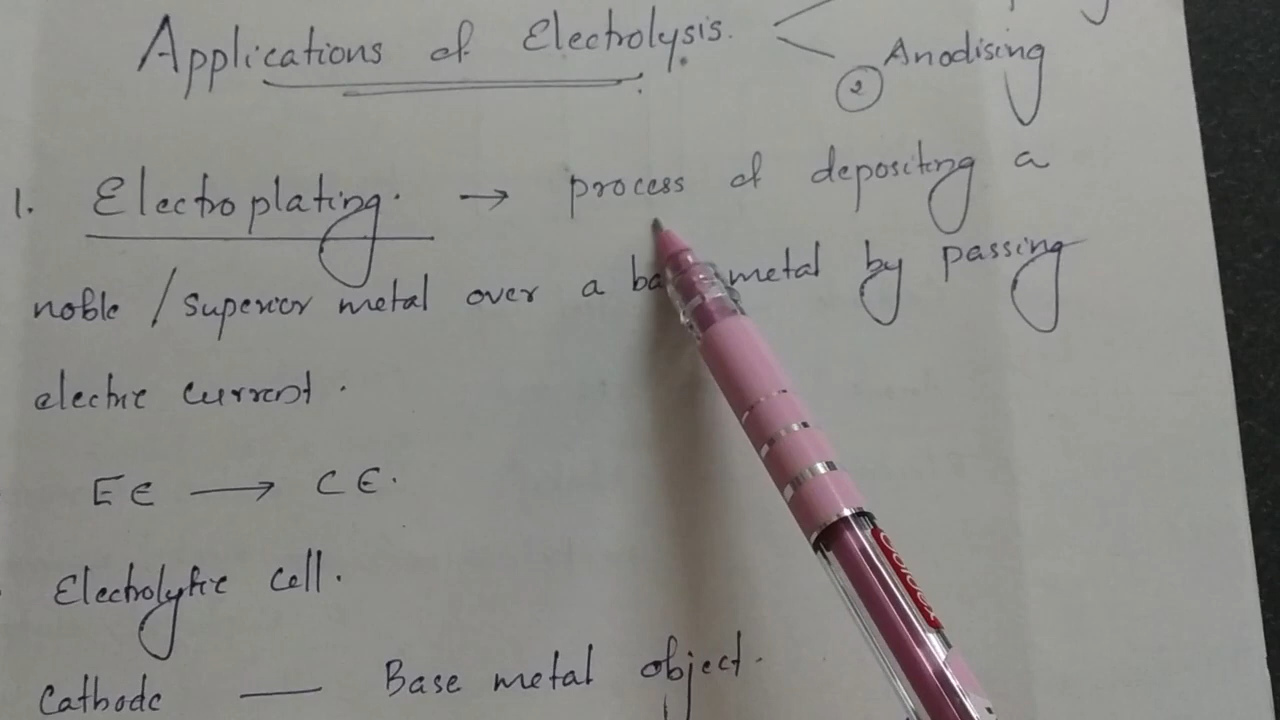 Applications of Electrolysis.
② Anodising
1. Electroplating. → process of depositing a
noble / superior metal over a metal by passing
electric current.
EE → CE.
Electrolytic cell.
Cathode — Base metal object.